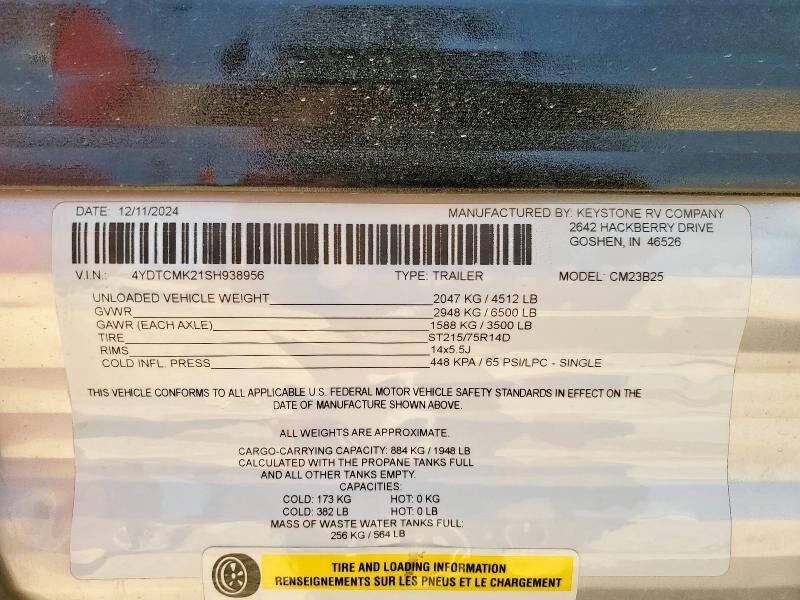 DATE: 12/11/2024 MANUFACTURED BY: KEYSTONE RV COMPANY
2642 HACKBERRY DRIVE
GOSHEN, IN 46526
V.I.N.: 4YDTCMK21SH938956 TYPE: TRAILER MODEL: CM23B25
UNLOADED VEHICLE WEIGHT 2047 KG / 4512 LB
GVWR 2948 KG / 6500 LB
GAWR (EACH AXLE) 1588 KG / 3500 LB
TIRE ST215/75R14D
RIMS 14x5.5J
COLD INFL. PRESS 448 KPA / 65 PSI/LPC - SINGLE
THIS VEHICLE CONFORMS TO ALL APPLICABLE U.S. FEDERAL MOTOR VEHICLE SAFETY STANDARDS IN EFFECT ON THE
DATE OF MANUFACTURE SHOWN ABOVE.
ALL WEIGHTS ARE APPROXIMATE.
CARGO-CARRYING CAPACITY: 884 KG / 1948 LB
CALCULATED WITH THE PROPANE TANKS FULL
AND ALL OTHER TANKS EMPTY.
CAPACITIES:
COLD: 173 KG HOT: 0 KG
COLD: 382 LB HOT: 0 LB
MASS OF WASTE WATER TANKS FULL:
256 KG / 564 LB
TIRE AND LOADING INFORMATION
RENSEIGNEMENTS SUR LES PNEUS ET LE CHARGEMENT